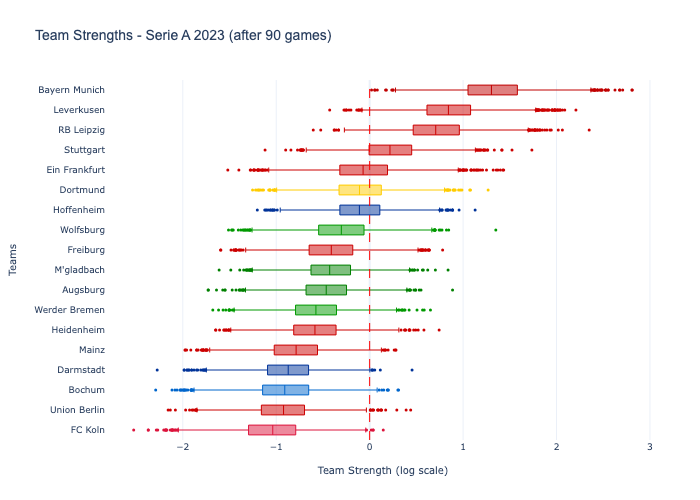 Team Strengths - Serie A 2023 (after 90 games)
Bayern Munich
Leverkusen
RB Leipzig
Stuttgart
Ein Frankfurt
Dortmund
Hoffenheim
Wolfsburg
Freiburg
M'gladbach
Augsburg
Werder Bremen
Heidenheim
Mainz
Darmstadt
Bochum
Union Berlin
FC Koln
Teams
−2 −1 0 1 2 3
Team Strength (log scale)